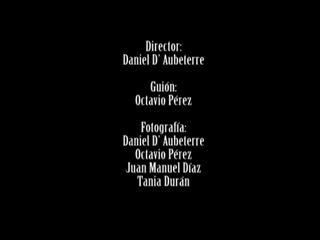 Director:
Daniel D' Aubeterre
Guión:
Octavio Pérez
Fotografía:
Daniel D' Aubeterre
Octavio Pérez
Juan Manuel Díaz
Tania Durán